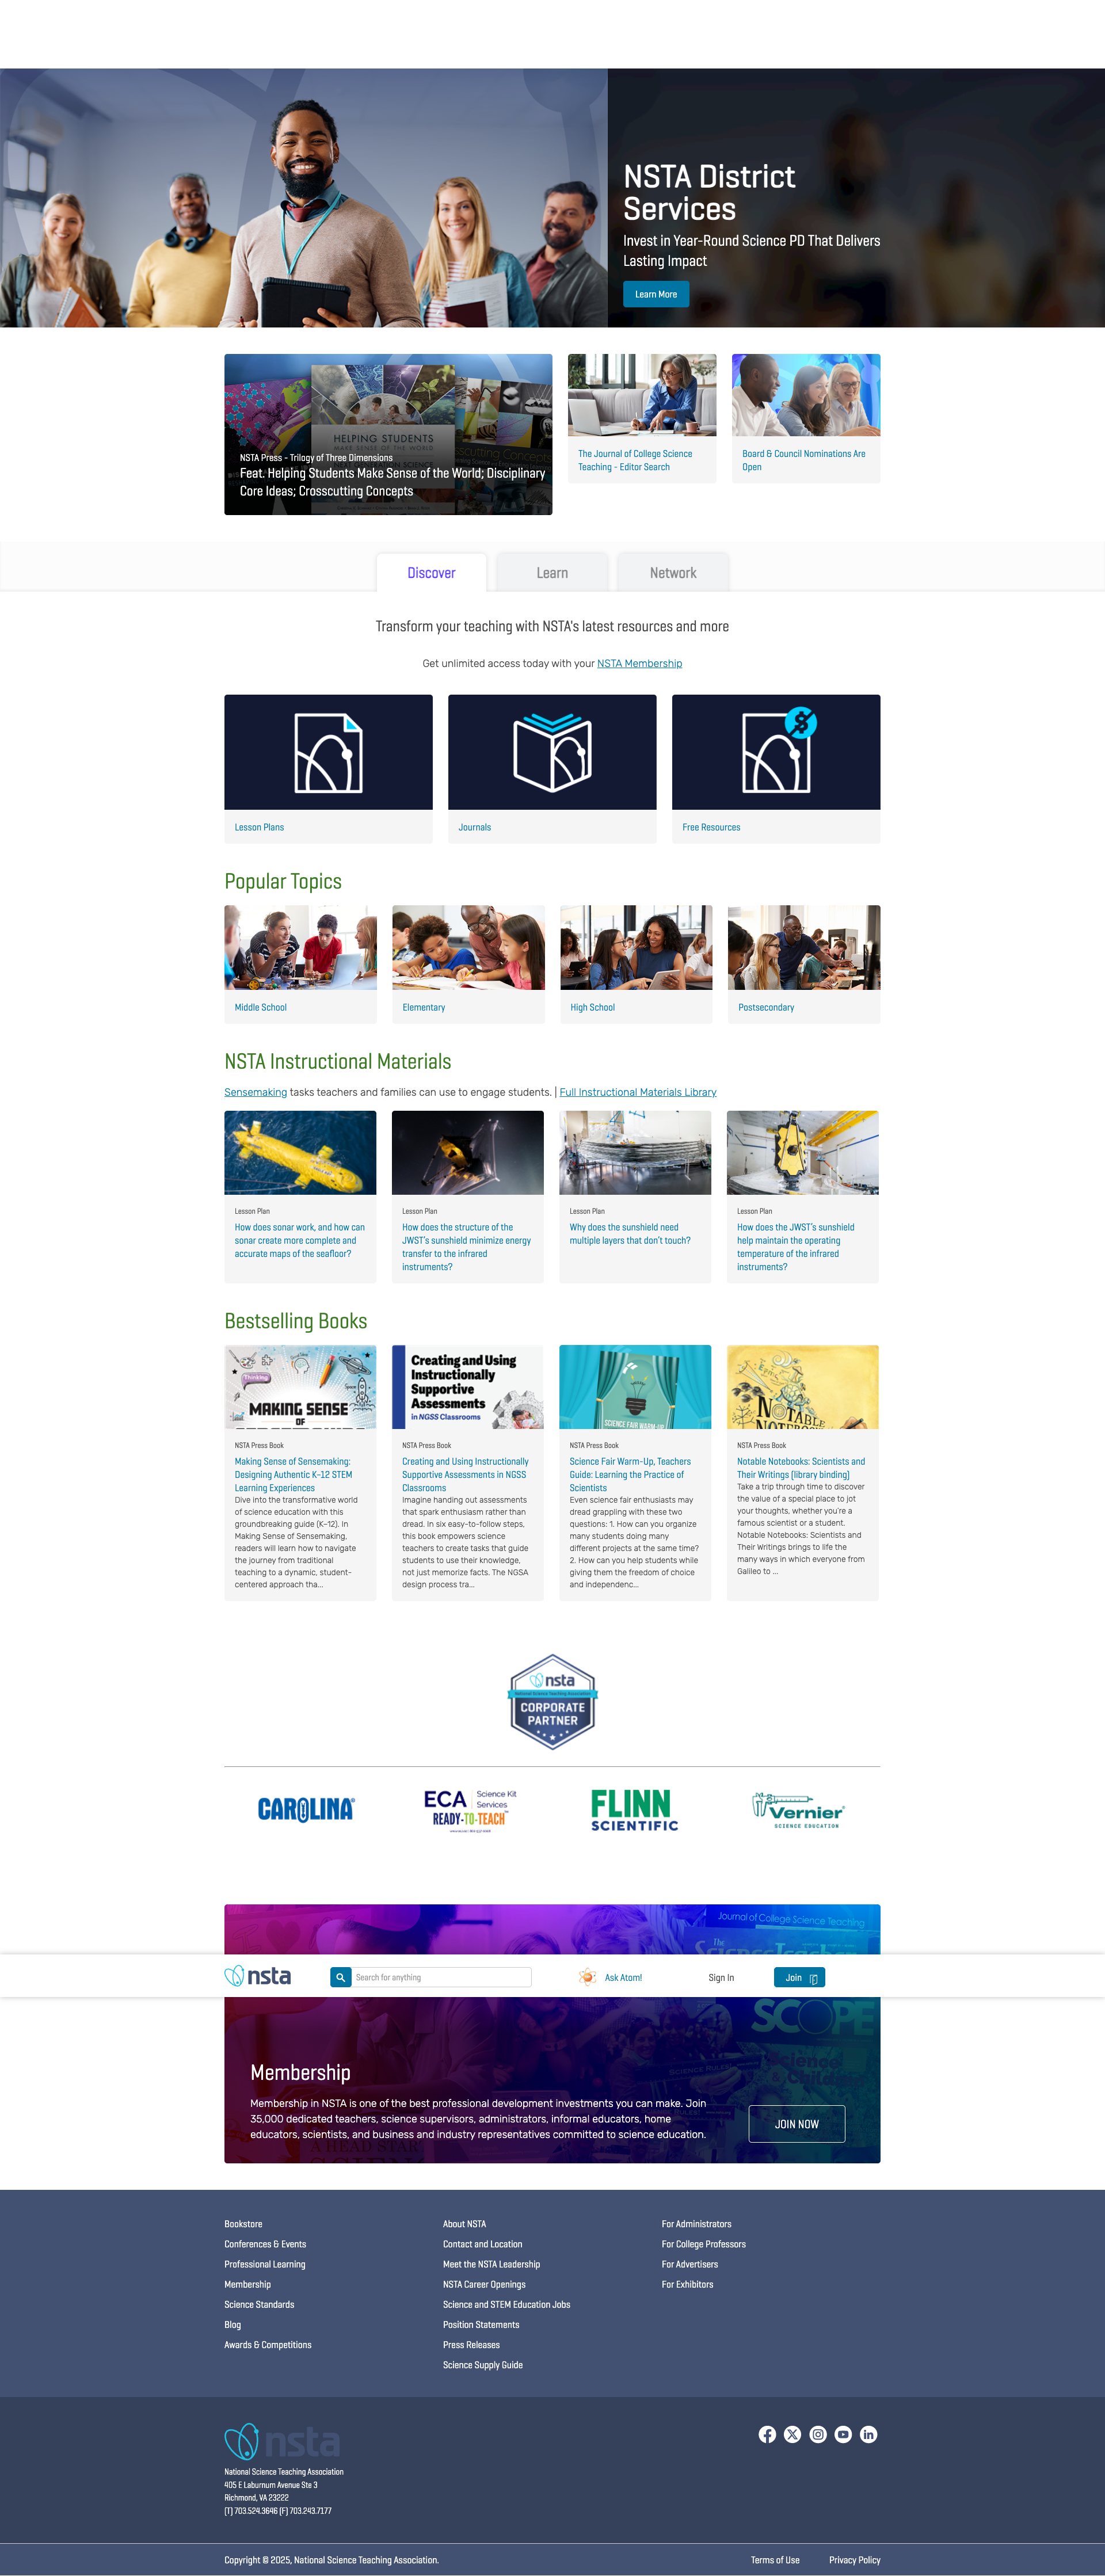 NSTA District
Services
Invest in Year-Round Science PD That Delivers
Lasting Impact
Learn More
HELPING STUDENTS
NSTA Press - Trilogy of Three Dimensions
Feat. Helping Students Make Sense of the World; Disciplinary
Core Ideas; Crosscutting Concepts
The Journal of College Science
Teaching - Editor Search
Board & Council Nominations Are
Open
Discover
Learn
Network
Transform your teaching with NSTA's latest resources and more
Get unlimited access today with your NSTA Membership
Lesson Plans
Journals
Free Resources
Popular Topics
Middle School
Elementary
High School
Postsecondary
NSTA Instructional Materials
Sensemaking tasks teachers and families can use to engage students. | Full Instructional Materials Library
Lesson Plan
How does sonar work, and how can
sonar create more complete and
accurate maps of the seafloor?
Lesson Plan
How does the structure of the
JWST's sunshield minimize energy
transfer to the infrared
instruments?
Lesson Plan
Why does the sunshield need
multiple layers that don't touch?
Lesson Plan
How does the JWST's sunshield
help maintain the operating
temperature of the infrared
instruments?
Bestselling Books
Thinking
MAKING SENSE
OF
NSTA Press Book
Making Sense of Sensemaking:
Designing Authentic K-12 STEM
Learning Experiences
Dive into the transformative world
of science education with this
groundbreaking guide (K–12). In
Making Sense of Sensemaking,
readers will learn how to navigate
the journey from traditional
teaching to a dynamic, student-
centered approach tha...
Creating and Using
Instructionally
Supportive
Assessments
in NGSS Classrooms
NSTA Press Book
Creating and Using Instructionally
Supportive Assessments in NGSS
Classrooms
Imagine handing out assessments
that spark enthusiasm rather than
dread. In six easy-to-follow steps,
this book empowers science
teachers to create tasks that guide
students to use their knowledge,
not just memorize facts. The NGSA
design process tra...
SCIENCE FAIR WARM-UP
NSTA Press Book
Science Fair Warm-Up, Teachers
Guide: Learning the Practice of
Scientists
Even science fair enthusiasts may
dread grappling with these two
questions: 1. How can you organize
many students doing many
different projects at the same time?
2. How can you help students while
giving them the freedom of choice
and independenc...
NOTABLE
NOTEBOOKS
NSTA Press Book
Notable Notebooks: Scientists and
Their Writings (library binding)
Take a trip through time to discover
the value of a special place to jot
your thoughts, whether you're a
famous scientist or a student.
Notable Notebooks: Scientists and
Their Writings brings to life the
many ways in which everyone from
Galileo to ...
nsta
National Science Teaching Association
CORPORATE
PARTNER
CAROLINA®
ECA Science Kit
Services
READY-TO-TEACH™
FLINN
SCIENTIFIC
Vernier®
SCIENCE EDUCATION
Journal of College Science Teaching
The
nsta
Search for anything
Ask Atom!
Sign In
Join
SCOPE
Science
& Children
Membership
Membership in NSTA is one of the best professional development investments you can make. Join
35,000 dedicated teachers, science supervisors, administrators, informal educators, home
educators, scientists, and business and industry representatives committed to science education.
JOIN NOW
Bookstore
Conferences & Events
Professional Learning
Membership
Science Standards
Blog
Awards & Competitions
About NSTA
Contact and Location
Meet the NSTA Leadership
NSTA Career Openings
Science and STEM Education Jobs
Position Statements
Press Releases
Science Supply Guide
For Administrators
For College Professors
For Advertisers
For Exhibitors
nsta
National Science Teaching Association
405 E Laburnum Avenue Ste 3
Richmond, VA 23222
(T) 703.524.3646 (F) 703.243.7177
Copyright © 2025, National Science Teaching Association.
Terms of Use
Privacy Policy